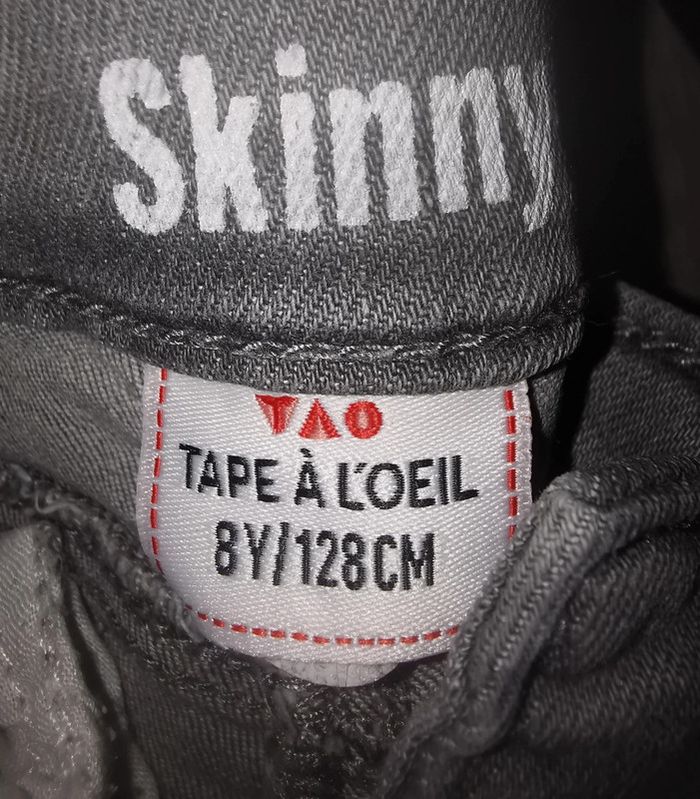 Skinny
TAO
TAPE À L'OEIL
8Y/128CM